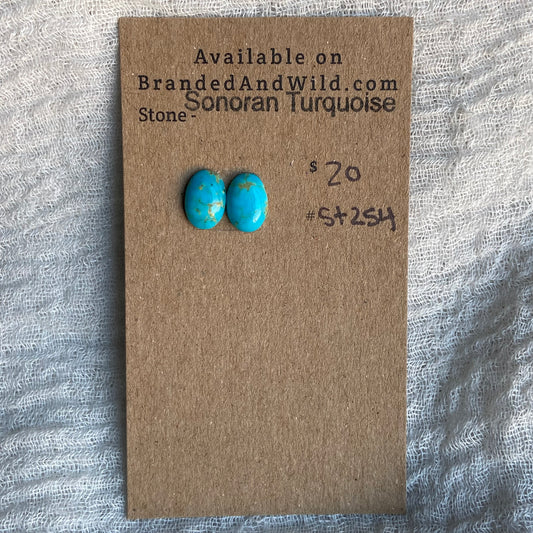 Available on
BrandedAndWild.com
Stone - Sonoran Turquoise
$ 20
#St254